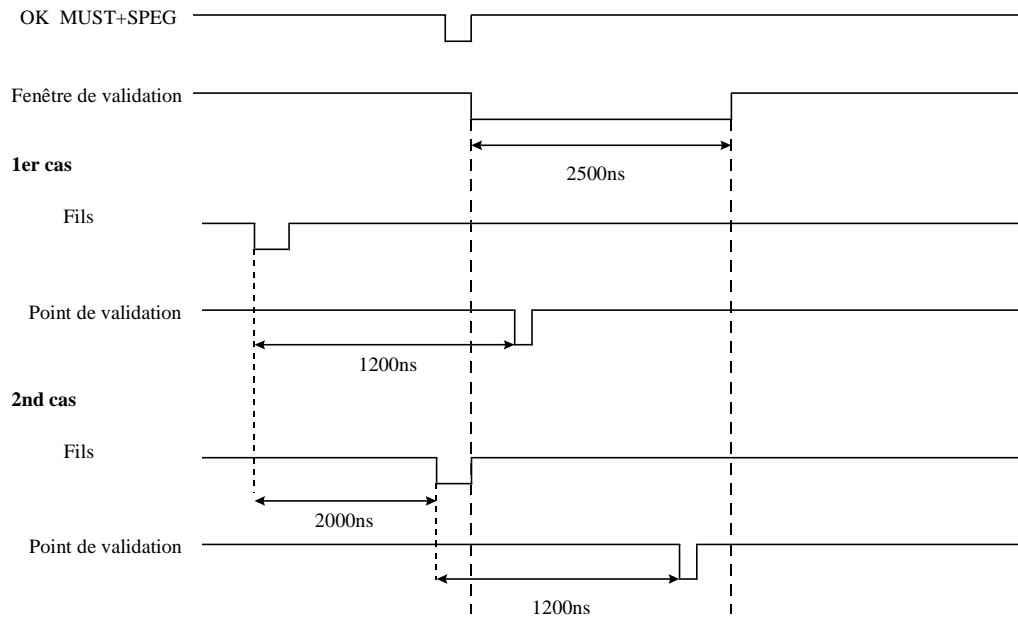 OK MUST+SPEG
Fenêtre de validation
2500ns
1er cas
Fils
Point de validation
1200ns
2nd cas
Fils
2000ns
Point de validation
1200ns